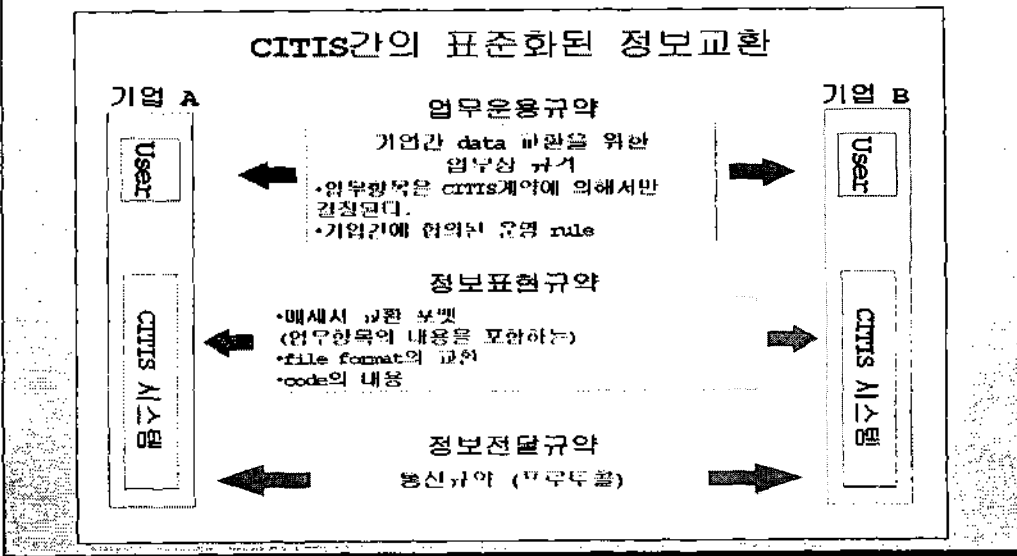 CITIS간의 표준화된 정보교환
기업 A
기업 B
User
CITIS 시스템
업무운용규약
기업간 data 교환을 위한
업무상 규격
•업무항목은 CITIS계약에 의해서만
결정된다.
•기업간에 합의된 운영 rule
정보표현규약
•메세지 교환 포맷
(업무항목의 내용을 포함하는)
•file format의 교환
•code의 내용
정보전달규약
통신규약 (프로토콜)
User
CITIS 시스템